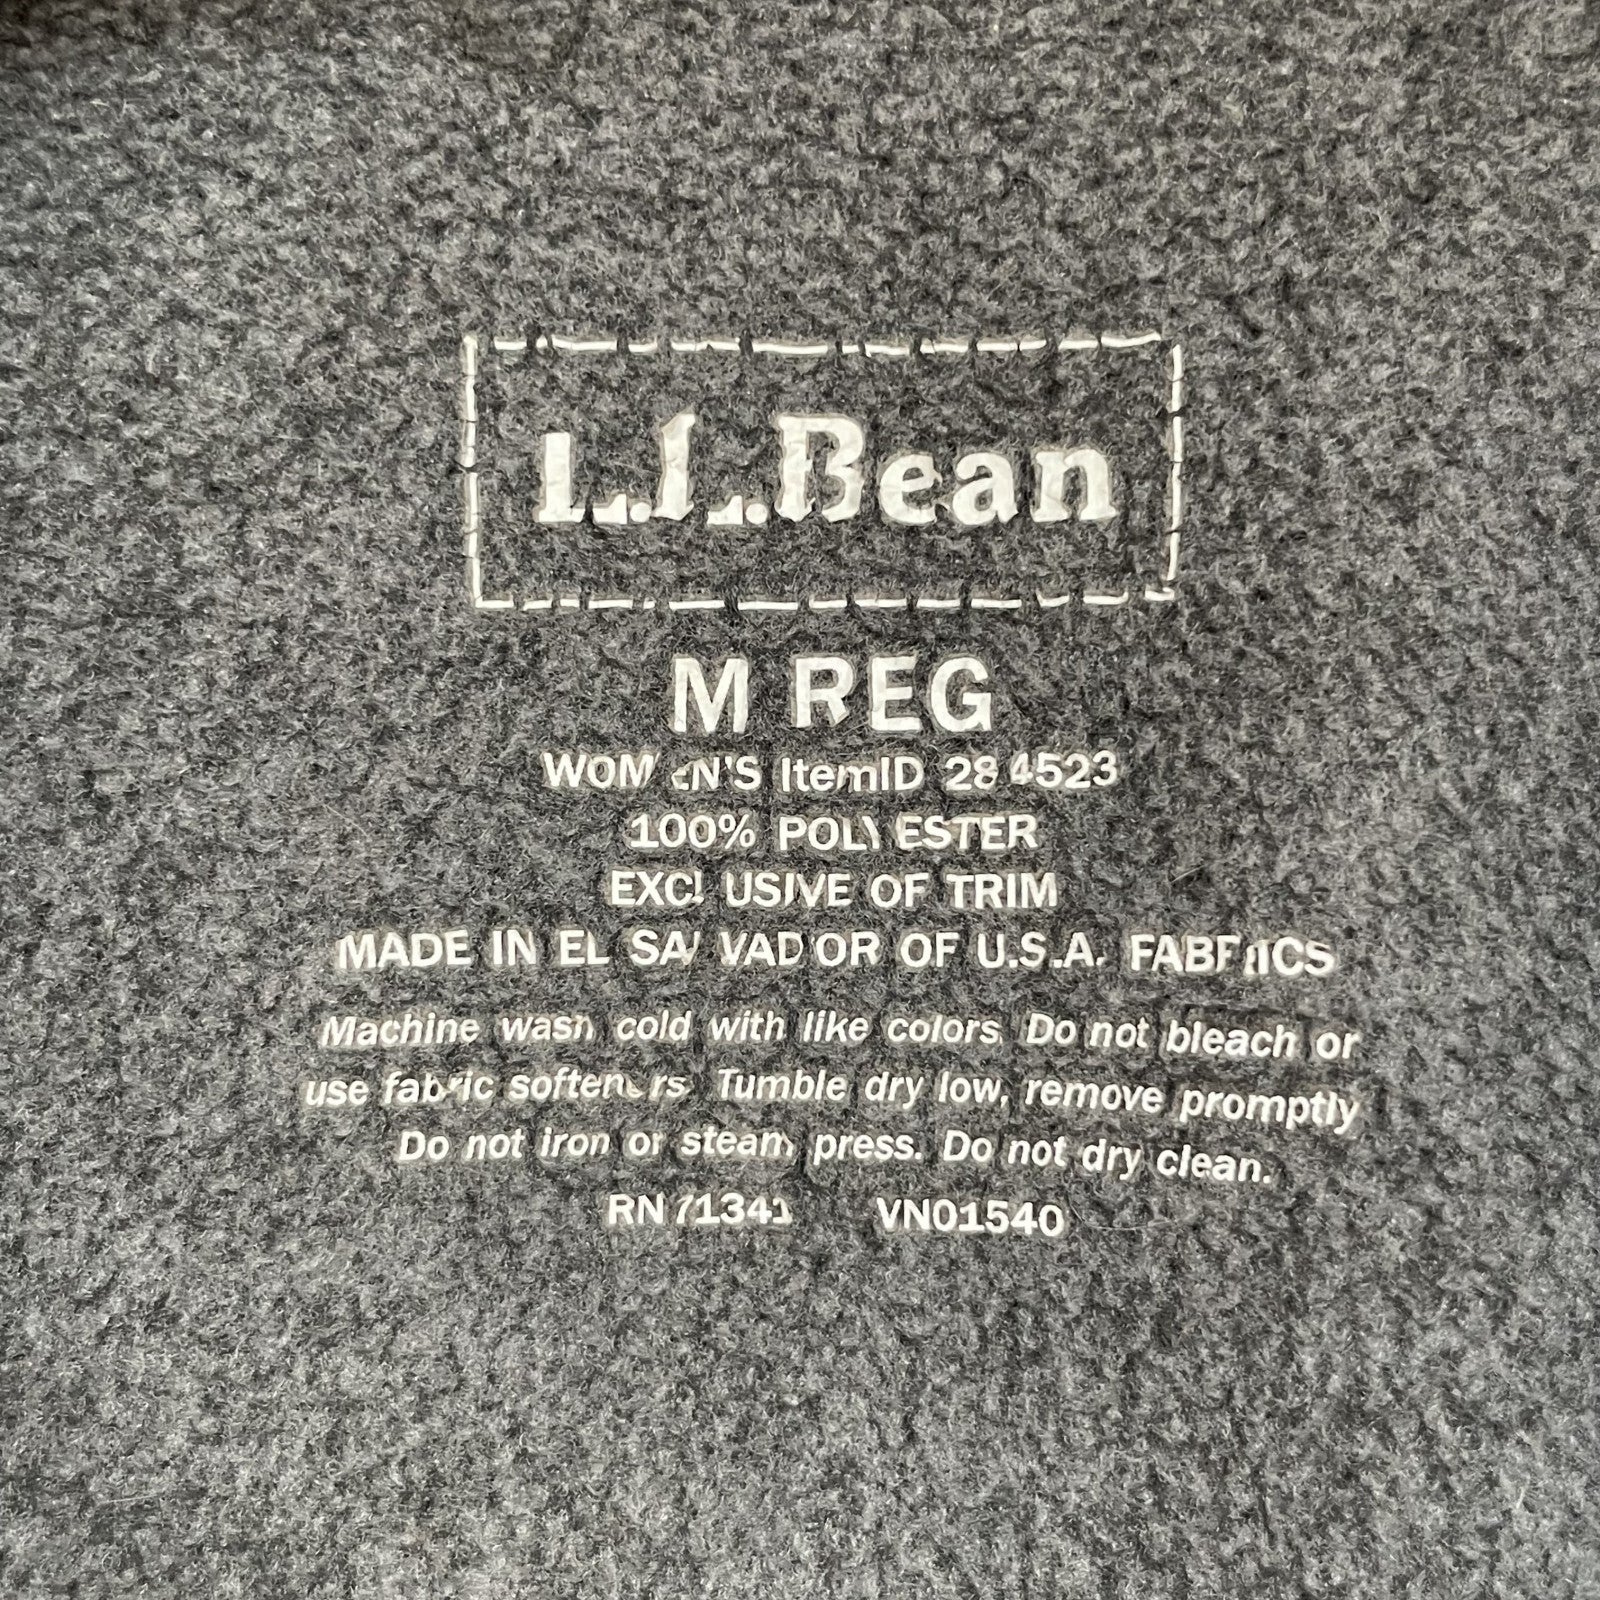 L.L.Bean
M REG
WOMEN'S ItemID 284523
100% POLYESTER
EXCLUSIVE OF TRIM
MADE IN EL SALVADOR OF U.S.A. FABRICS
Machine wash cold with like colors. Do not bleach or
use fabric softeners. Tumble dry low, remove promptly
Do not iron or steam press. Do not dry clean.
RN 71341 VN01540